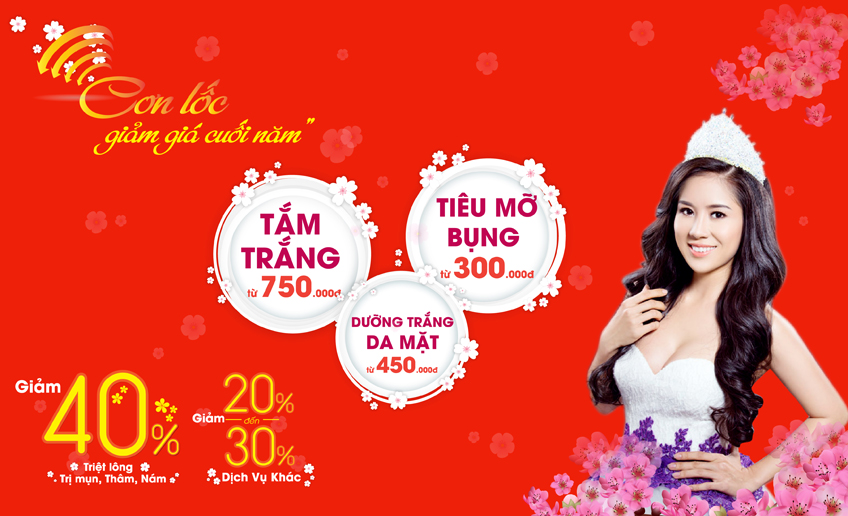 Cơn lốc
giảm giá cuối năm"
TẮM
TRẮNG
từ 750.000đ
TIÊU MỠ
BỤNG
từ 300.000đ
DƯỠNG TRẮNG
DA MẶT
từ 450.000đ
Giảm 40%
Triệt lông
Trị mụn, Thâm, Nám
Giảm 20%
đến
30%
Dịch Vụ Khác